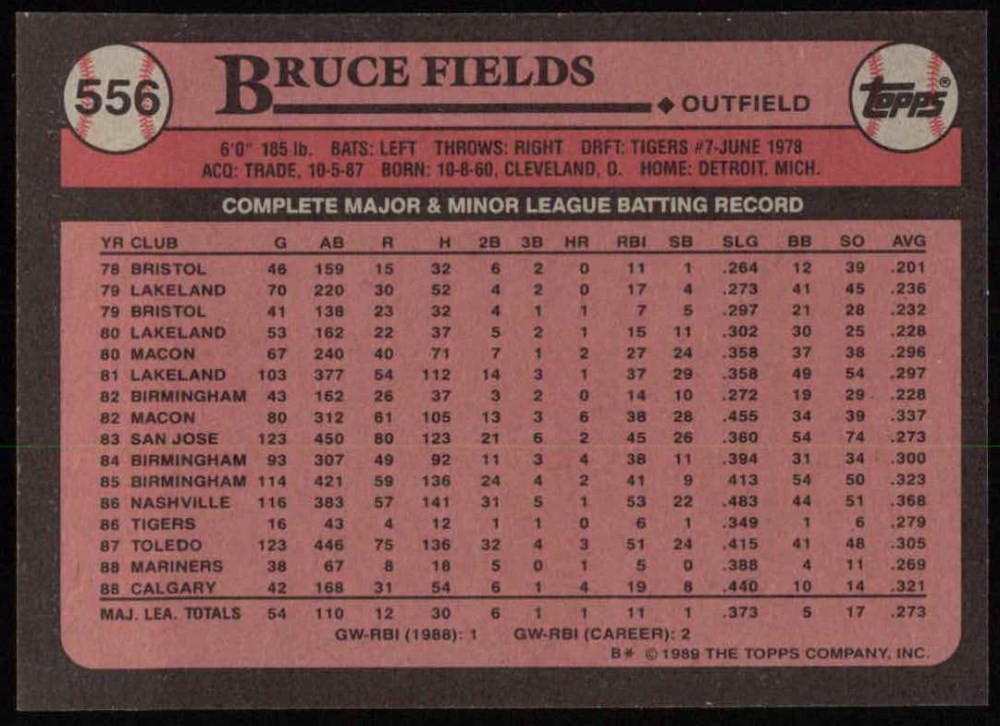 556
BRUCE FIELDS
◆ OUTFIELD
TOPPS®
6'0" 185 lb. BATS: LEFT THROWS: RIGHT DRFT: TIGERS #7-JUNE 1978
ACQ: TRADE, 10-5-87 BORN: 10-8-60, CLEVELAND, O. HOME: DETROIT, MICH.
COMPLETE MAJOR & MINOR LEAGUE BATTING RECORD
YR CLUB G AB R H 2B 3B HR RBI SB SLG BB SO AVG
78 BRISTOL 46 159 15 32 6 2 0 11 1 .264 12 39 .201
79 LAKELAND 70 220 30 52 4 2 0 17 4 .273 41 45 .236
79 BRISTOL 41 138 23 32 4 1 1 7 5 .297 21 28 .232
80 LAKELAND 53 162 22 37 5 2 1 15 11 .302 30 25 .228
80 MACON 67 240 40 71 7 1 2 27 24 .358 37 38 .296
81 LAKELAND 103 377 54 112 14 3 1 37 29 .358 49 54 .297
82 BIRMINGHAM 43 162 26 37 3 2 0 14 10 .272 19 29 .228
82 MACON 80 312 61 105 13 3 6 38 28 .455 34 39 .337
83 SAN JOSE 123 450 80 123 21 6 2 45 26 .360 54 74 .273
84 BIRMINGHAM 93 307 49 92 11 3 4 38 11 .394 31 34 .300
85 BIRMINGHAM 114 421 59 136 24 4 2 41 9 .413 54 50 .323
86 NASHVILLE 116 383 57 141 31 5 1 53 22 .483 44 51 .368
86 TIGERS 16 43 4 12 1 1 0 6 1 .349 1 6 .279
87 TOLEDO 123 446 75 136 32 4 3 51 24 .415 41 48 .305
88 MARINERS 38 67 8 18 5 0 1 5 0 .388 4 11 .269
88 CALGARY 42 168 31 54 6 1 4 19 8 .440 10 14 .321
MAJ. LEA. TOTALS 54 110 12 30 6 1 1 11 1 .373 5 17 .273
GW-RBI (1988): 1 GW-RBI (CAREER): 2
B* © 1989 THE TOPPS COMPANY, INC.